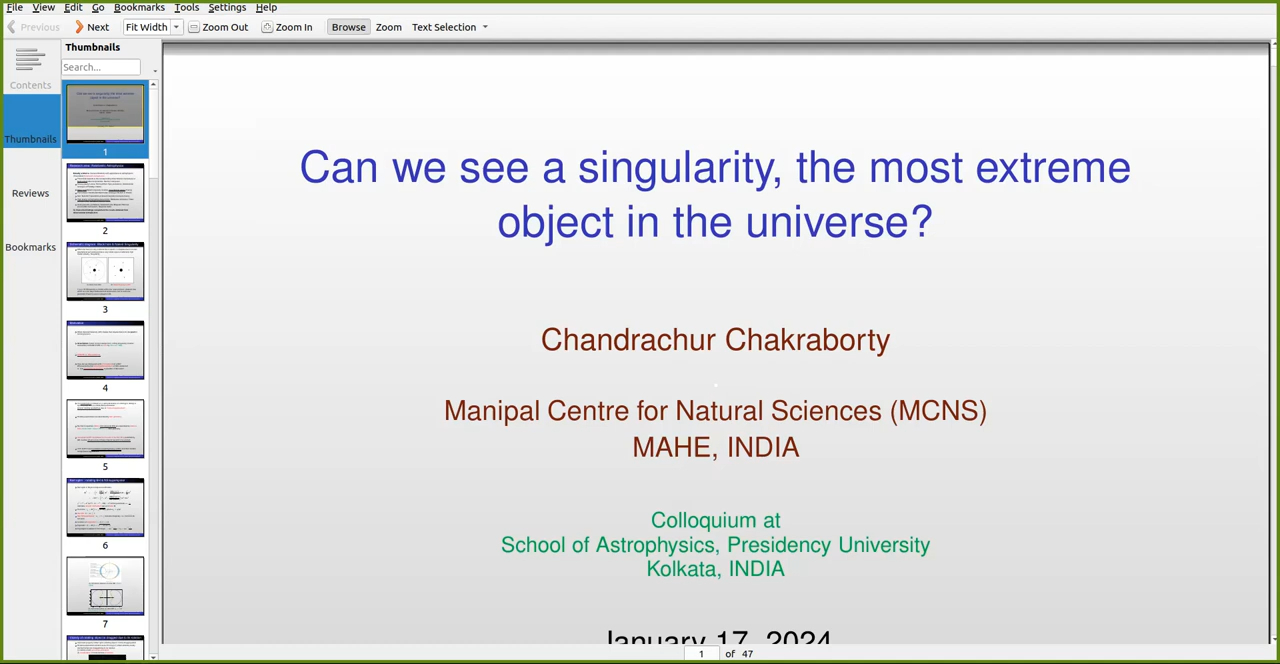 File View Edit Go Bookmarks Tools Settings Help
Previous Next Fit Width Zoom Out Zoom In Browse Zoom Text Selection
Thumbnails
Search...
Contents
Thumbnails
Reviews
Bookmarks
1
2
3
4
5
6
7
Can we see a singularity, the most extreme
object in the universe?
Chandrachur Chakraborty
Manipal Centre for Natural Sciences (MCNS)
MAHE, INDIA
Colloquium at
School of Astrophysics, Presidency University
Kolkata, INDIA
January 17, 2024
1 of 47